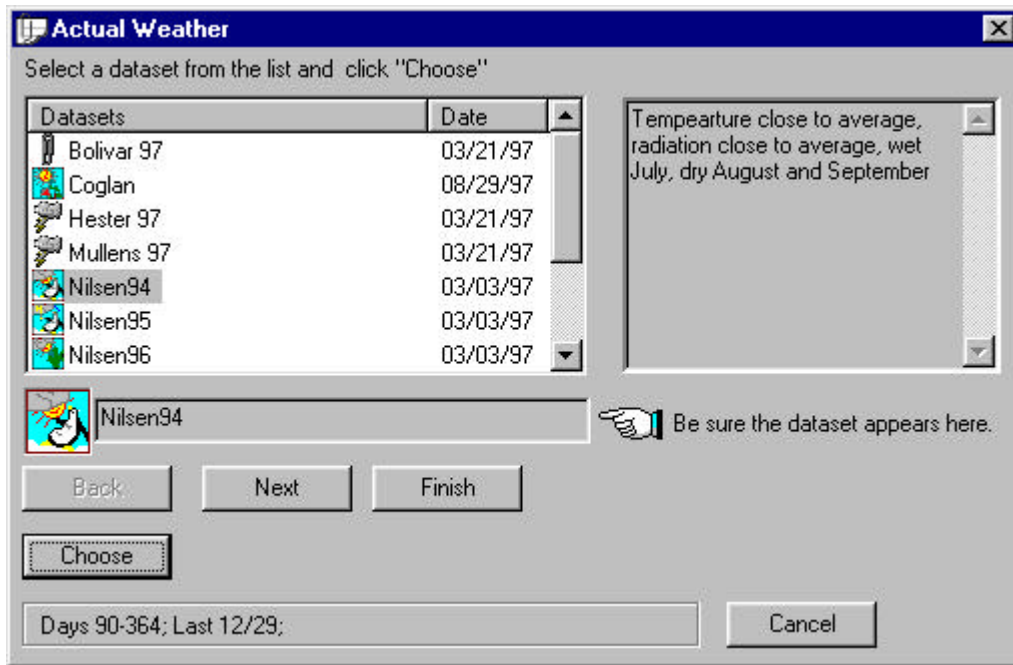 Actual Weather
Select a dataset from the list and click "Choose"
Datasets Date
Bolivar 97 03/21/97
Coglan 08/29/97
Hester 97 03/21/97
Mullens 97 03/21/97
Nilsen94 03/03/97
Nilsen95 03/03/97
Nilsen96 03/03/97
Tempearture close to average,
radiation close to average, wet
July, dry August and September
Nilsen94
Be sure the dataset appears here.
Back Next Finish
Choose
Days 90-364; Last 12/29;
Cancel